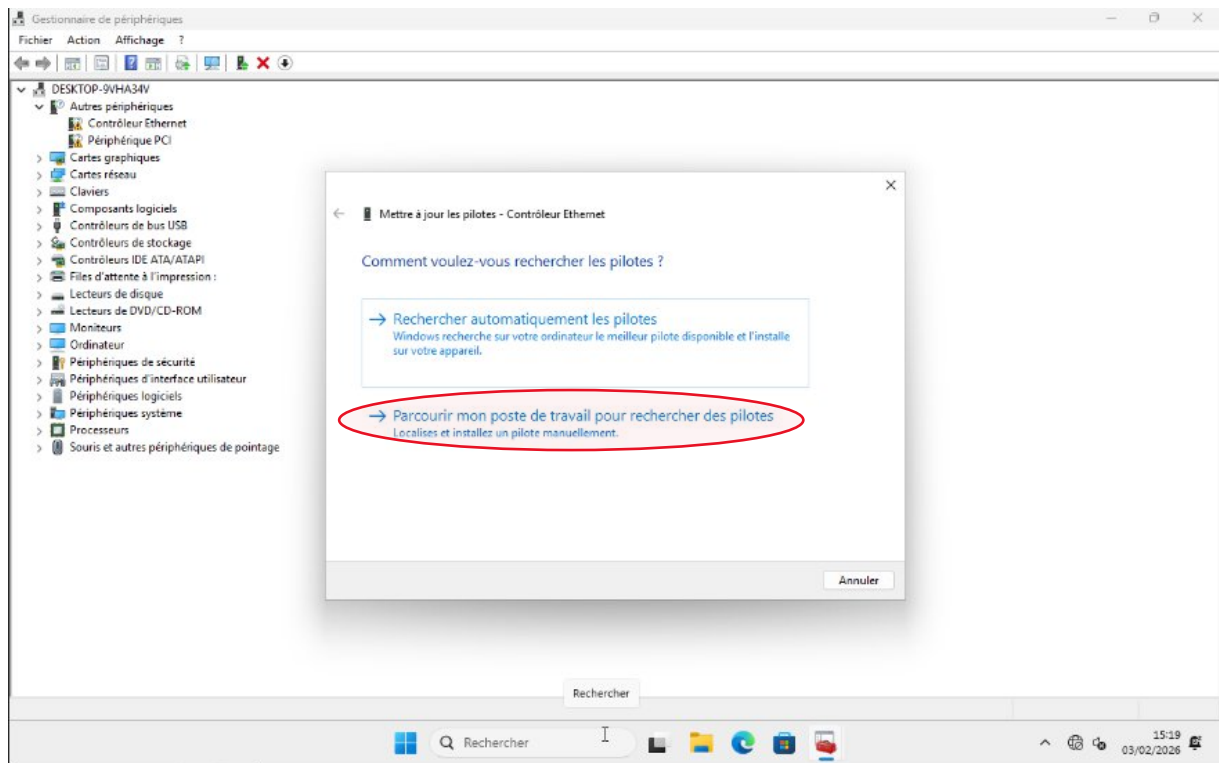 Gestionnaire de périphériques
Fichier Action Affichage ?
DESKTOP-9VHA34V
Autres périphériques
Contrôleur Ethernet
Périphérique PCI
Cartes graphiques
Cartes réseau
Claviers
Composants logiciels
Contrôleurs de bus USB
Contrôleurs de stockage
Contrôleurs IDE ATA/ATAPI
Files d'attente à l'impression :
Lecteurs de disque
Lecteurs de DVD/CD-ROM
Moniteurs
Ordinateur
Périphériques de sécurité
Périphériques d'interface utilisateur
Périphériques logiciels
Périphériques système
Processeurs
Souris et autres périphériques de pointage
Mettre à jour les pilotes - Contrôleur Ethernet
Comment voulez-vous rechercher les pilotes ?
Rechercher automatiquement les pilotes
Windows recherche sur votre ordinateur le meilleur pilote disponible et l'installe
sur votre appareil.
Parcourir mon poste de travail pour rechercher des pilotes
Localises et installez un pilote manuellement.
Annuler
Rechercher
Rechercher
15:19
03/02/2026